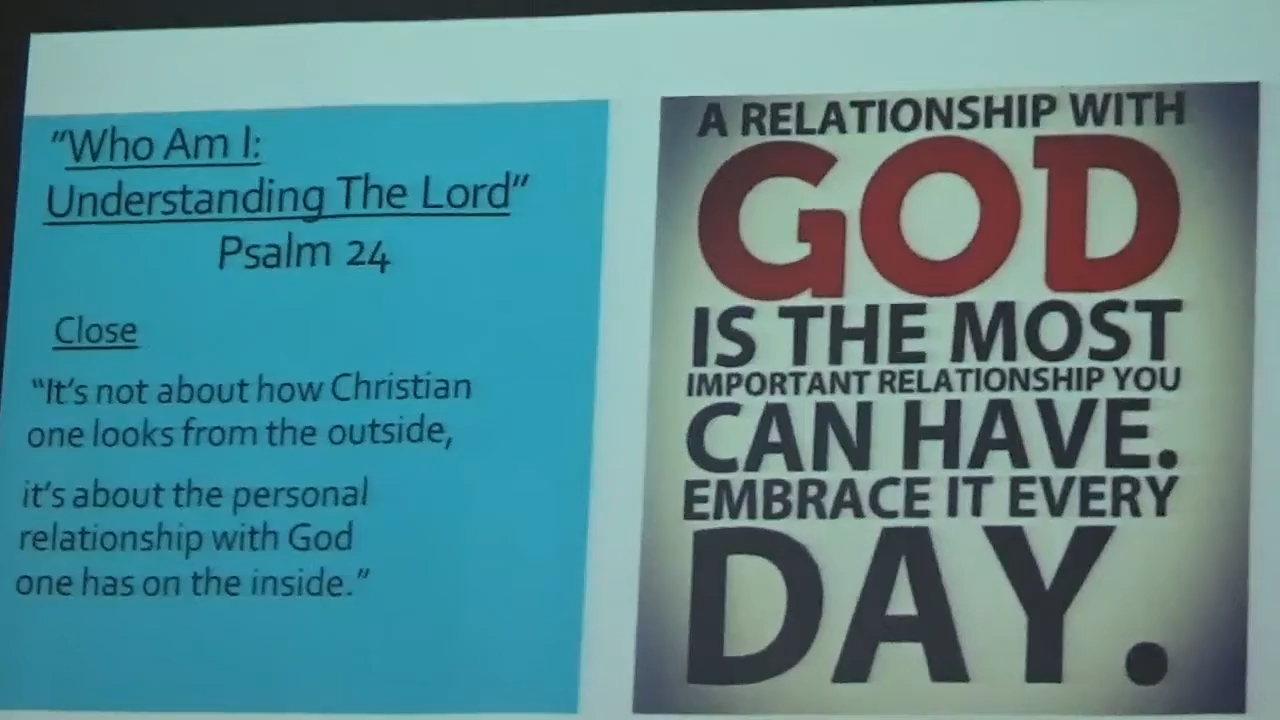 “Who Am I:
Understanding The Lord”
Psalm 24
Close
“It’s not about how Christian
one looks from the outside,
it’s about the personal
relationship with God
one has on the inside.”
A RELATIONSHIP WITH
GOD
IS THE MOST
IMPORTANT RELATIONSHIP YOU
CAN HAVE.
EMBRACE IT EVERY
DAY.